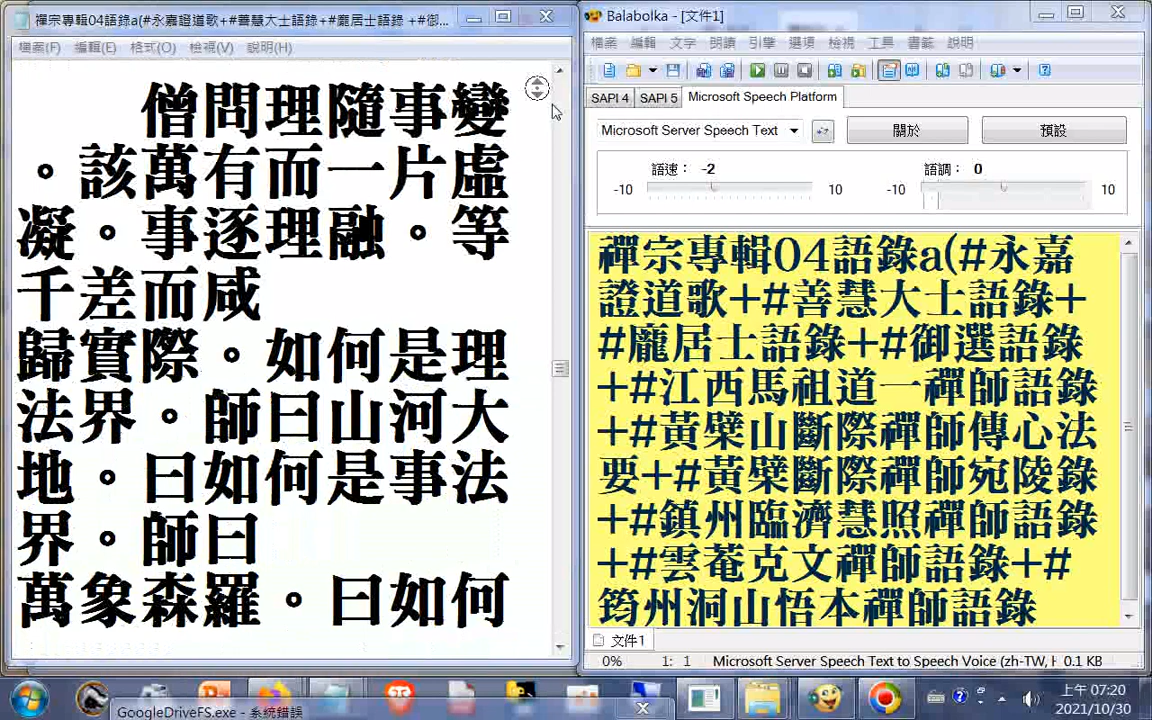 禪宗專輯04語錄a(#永嘉證道歌+#善慧大士語錄+#龐居士語錄 +#御...
檔案(F) 編輯(E) 格式(O) 檢視(V) 說明(H)
僧問理隨事變
。該萬有而一片虛
凝。事逐理融。等
千差而咸
歸實際。如何是理
法界。師曰山河大
地。曰如何是事法
界。師曰
萬象森羅。曰如何
Balabolka - [文件1]
檔案 編輯 文字 朗讀 引擎 選項 檢視 工具 書籤 說明
SAPI 4 SAPI 5 Microsoft Speech Platform
Microsoft Server Speech Text 關於 預設
語速： -2 語調： 0
-10 10 -10 10
禪宗專輯04語錄a(#永嘉
證道歌+#善慧大士語錄+
#龐居士語錄+#御選語錄
+#江西馬祖道一禪師語錄
+#黃檗山斷際禪師傳心法
要+#黃檗斷際禪師宛陵錄
+#鎮州臨濟慧照禪師語錄
+#雲菴克文禪師語錄+#
筠州洞山悟本禪師語錄
文件1
0% 1: 1 Microsoft Server Speech Text to Speech Voice (zh-TW, H 0.1 KB
GoogleDriveFS.exe - 系統錯誤
上午 07:20
2021/10/30